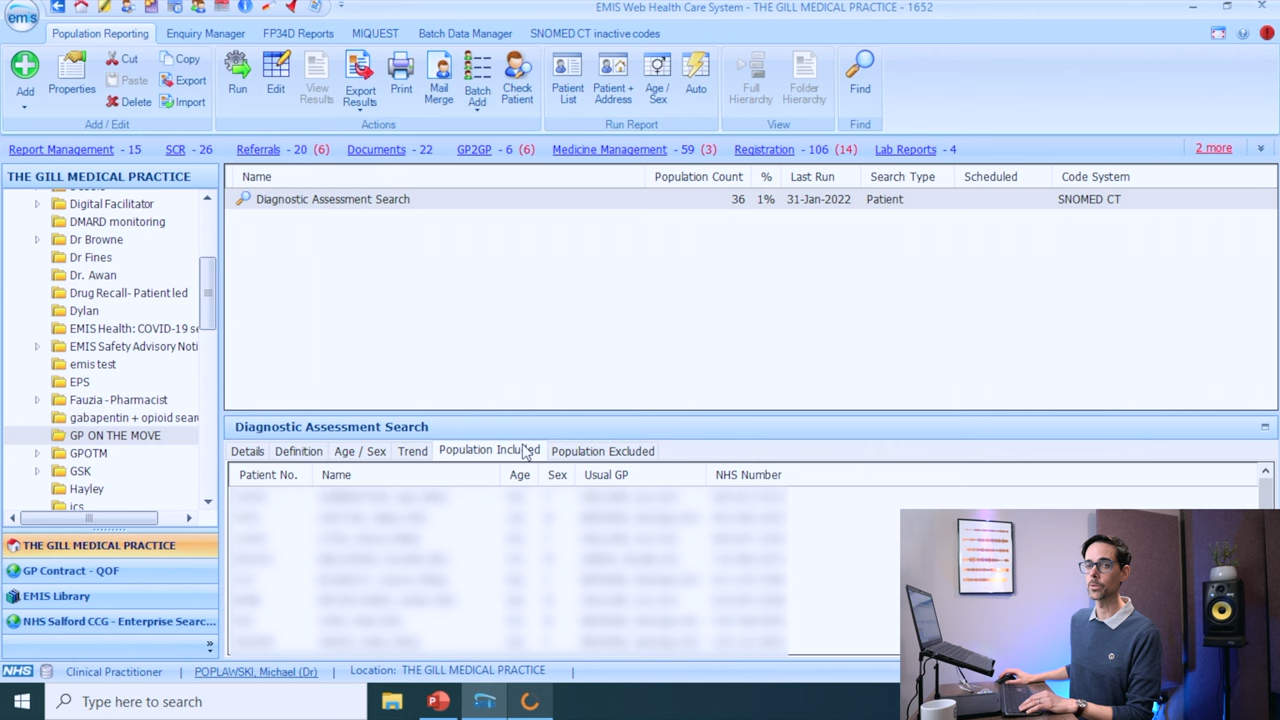 emis
EMIS Web Health Care System - THE GILL MEDICAL PRACTICE - 1652
Population Reporting Enquiry Manager FP34D Reports MIQUEST Batch Data Manager SNOMED CT inactive codes
Add
Properties
Cut Copy
Paste Export
Delete Import
Run
Edit
View Results
Export Results
Print
Mail Merge
Batch Add
Check Patient
Patient List
Patient + Address
Age / Sex
Auto
Full Hierarchy
Folder Hierarchy
Find
Add / Edit Actions Run Report View Find
Report Management - 15 SCR - 26 Referrals - 20 (6) Documents - 22 GP2GP - 6 (6) Medicine Management - 59 (3) Registration - 106 (14) Lab Reports - 4 2 more
THE GILL MEDICAL PRACTICE
Digital Facilitator
DMARD monitoring
Dr Browne
Dr Fines
Dr. Awan
Drug Recall- Patient led
Dylan
EMIS Health: COVID-19 se
EMIS Safety Advisory Noti
emis test
EPS
Fauzia - Pharmacist
gabapentin + opioid sear
GP ON THE MOVE
GPOTM
GSK
Hayley
ics
THE GILL MEDICAL PRACTICE
GP Contract - QOF
EMIS Library
NHS Salford CCG - Enterprise Searc...
Name Population Count % Last Run Search Type Scheduled Code System
Diagnostic Assessment Search 36 1% 31-Jan-2022 Patient SNOMED CT
Diagnostic Assessment Search
Details Definition Age / Sex Trend Population Included Population Excluded
Patient No. Name Age Sex Usual GP NHS Number
NHS Clinical Practitioner | POPLAWSKI, Michael (Dr) | Location: THE GILL MEDICAL PRACTICE |
Type here to search